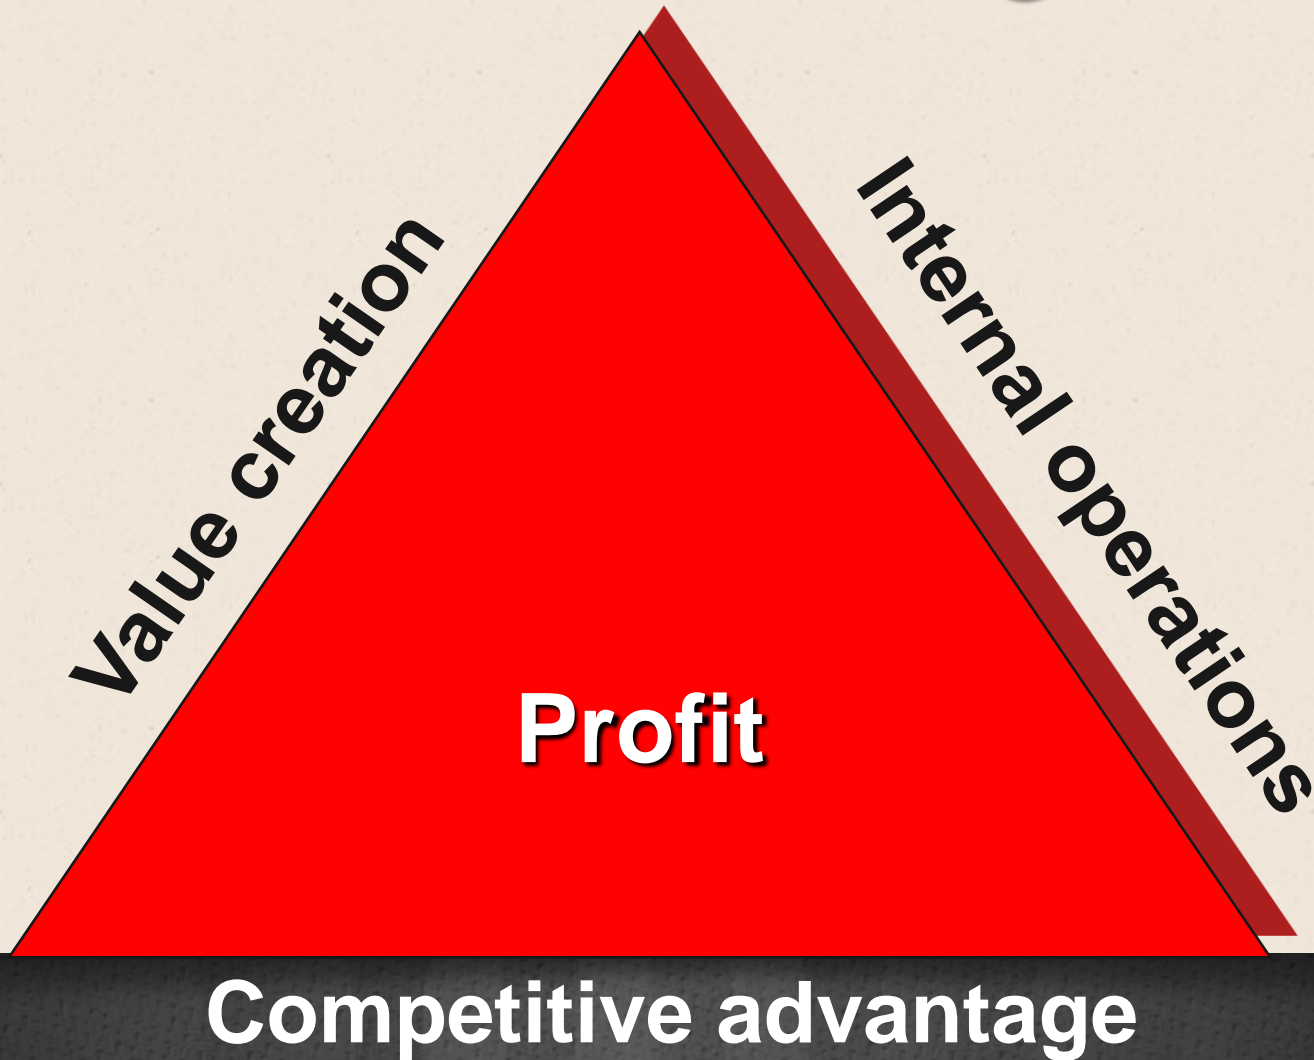 Value creation
Internal operations
Profit
Competitive advantage